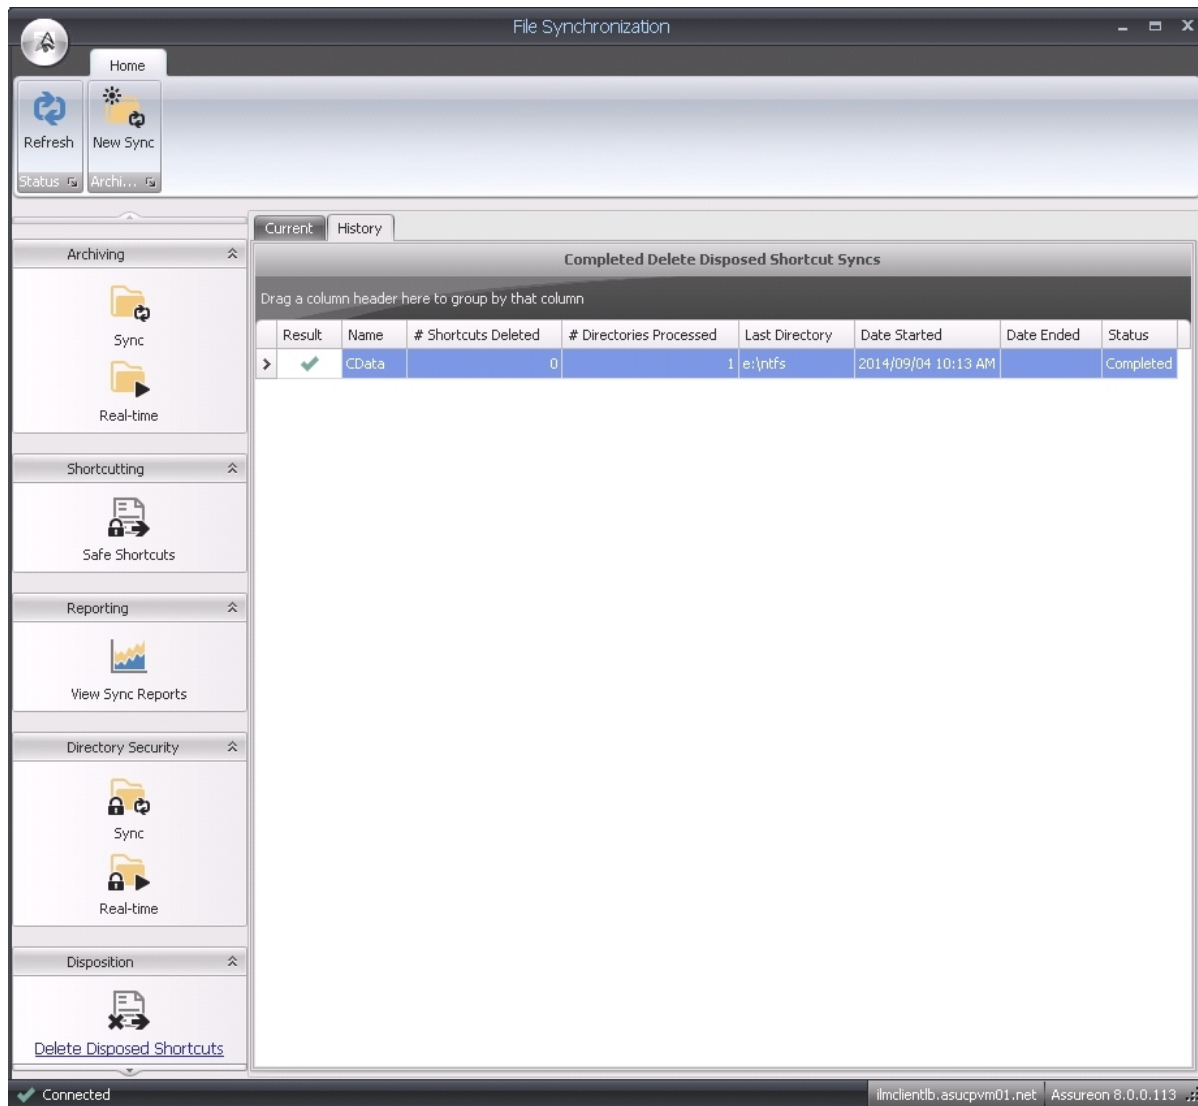 File Synchronization
Home
Refresh
New Sync
Status
Archi...
Current
History
Archiving
Completed Delete Disposed Shortcut Syncs
Drag a column header here to group by that column
Result Name # Shortcuts Deleted # Directories Processed Last Directory Date Started Date Ended Status
CData 0 1 e:\ntfs 2014/09/04 10:13 AM Completed
Sync
Real-time
Shortcutting
Safe Shortcuts
Reporting
View Sync Reports
Directory Security
Sync
Real-time
Disposition
Delete Disposed Shortcuts
Connected
ilmclientlb.asucpvm01.net
Assureon 8.0.0.113